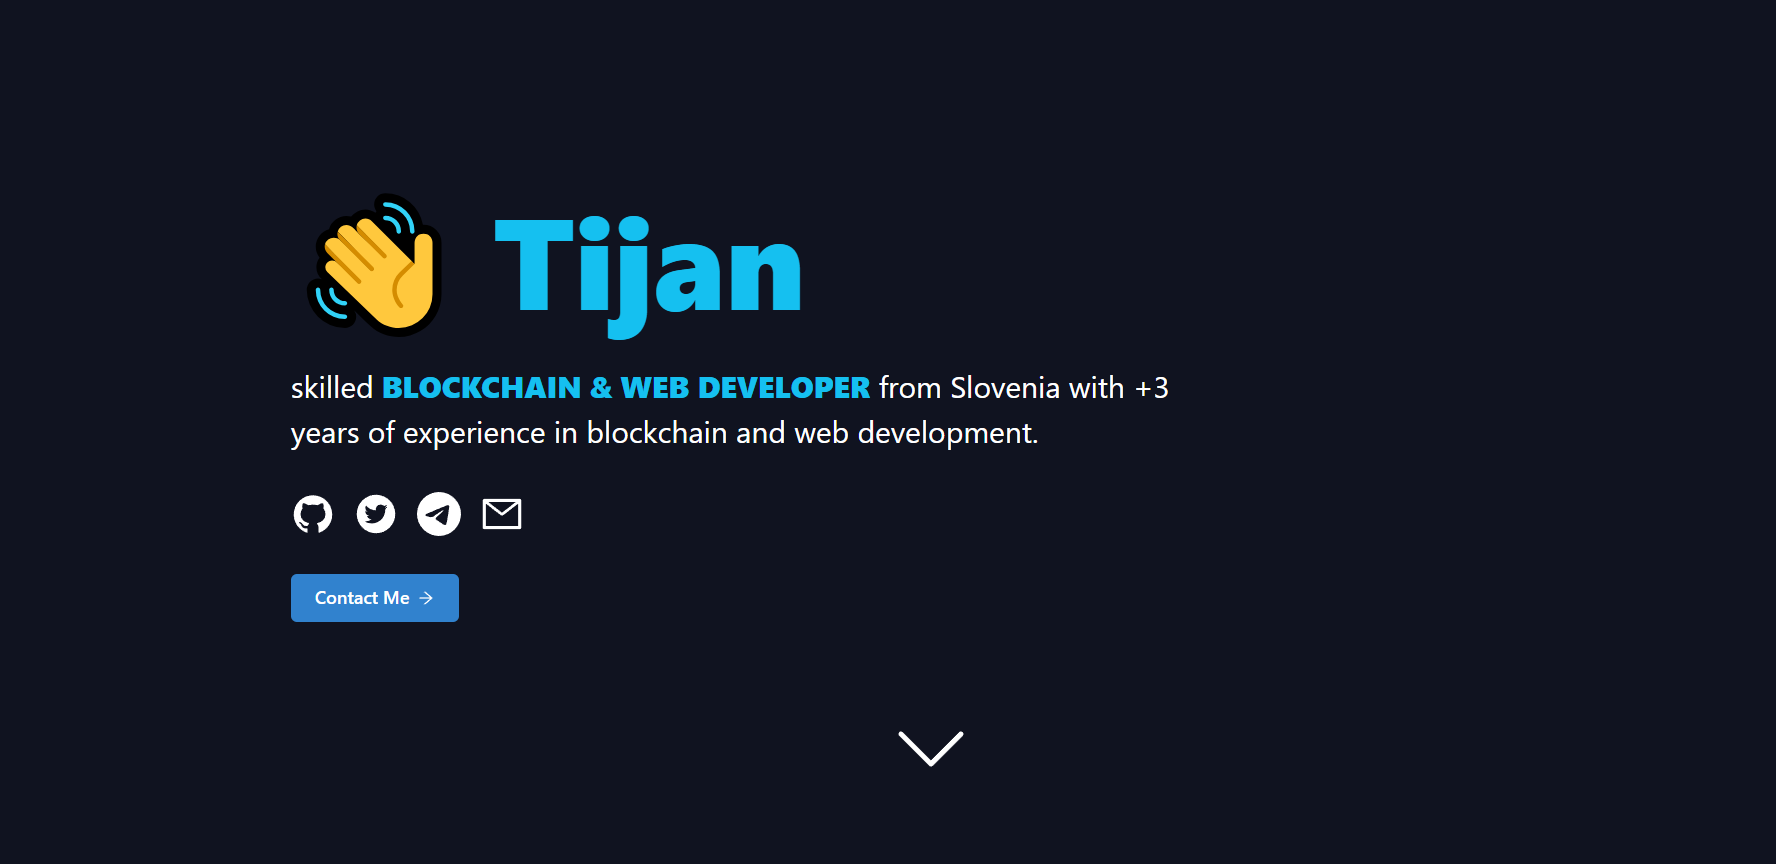 Tijan
skilled BLOCKCHAIN & WEB DEVELOPER from Slovenia with +3
years of experience in blockchain and web development.
Contact Me